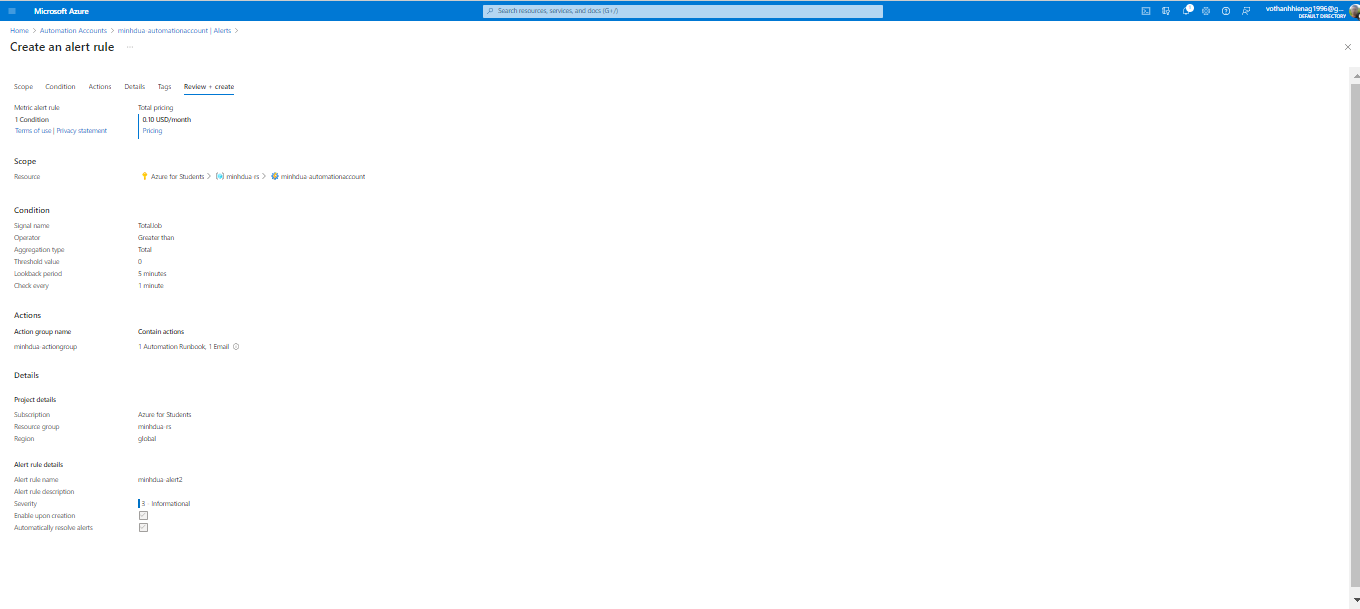 Microsoft Azure
Search resources, services, and docs (G+/)
vothanhhienag1996@g...
DEFAULT DIRECTORY
Home > Automation Accounts > minhdua-automationaccount | Alerts >
Create an alert rule ...
Scope Condition Actions Details Tags Review + create
Metric alert rule Total pricing
1 Condition 0.10 USD/month
Terms of use | Privacy statement Pricing
Scope
Resource Azure for Students > minhdua-rs > minhdua-automationaccount
Condition
Signal name TotalJob
Operator Greater than
Aggregation type Total
Threshold value 0
Lookback period 5 minutes
Check every 1 minute
Actions
Action group name Contain actions
minhdua-actiongroup 1 Automation Runbook, 1 Email
Details
Project details
Subscription Azure for Students
Resource group minhdua-rs
Region global
Alert rule details
Alert rule name minhdua-alert2
Alert rule description
Severity 3 - Informational
Enable upon creation
Automatically resolve alerts